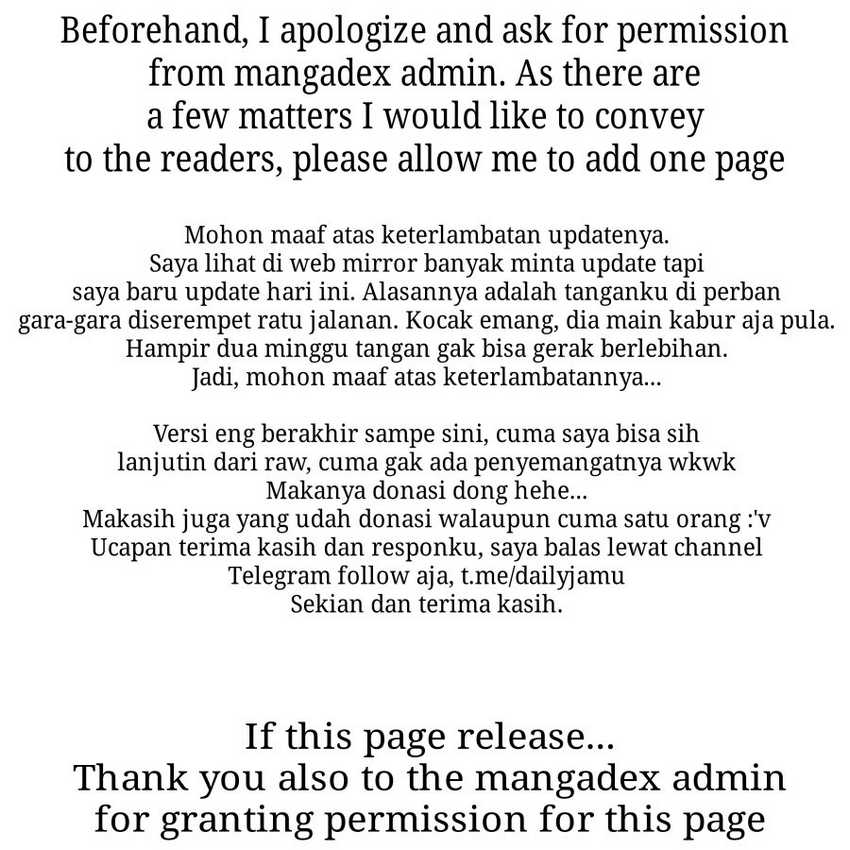 Beforehand, I apologize and ask for permission
from mangadex admin. As there are
a few matters I would like to convey
to the readers, please allow me to add one page
Mohon maaf atas keterlambatan updatenya.
Saya lihat di web mirror banyak minta update tapi
saya baru update hari ini. Alasannya adalah tanganku di perban
gara-gara diserempet ratu jalanan. Kocak emang, dia main kabur aja pula.
Hampir dua minggu tangan gak bisa gerak berlebihan.
Jadi, mohon maaf atas keterlambatannya...
Versi eng berakhir sampe sini, cuma saya bisa sih
lanjutin dari raw, cuma gak ada penyemangatnya wkwk
Makanya donasi dong hehe...
Makasih juga yang udah donasi walaupun cuma satu orang :'v
Ucapan terima kasih dan responku, saya balas lewat channel
Telegram follow aja, t.me/dailyjamu
Sekian dan terima kasih.
If this page release...
Thank you also to the mangadex admin
for granting permission for this page